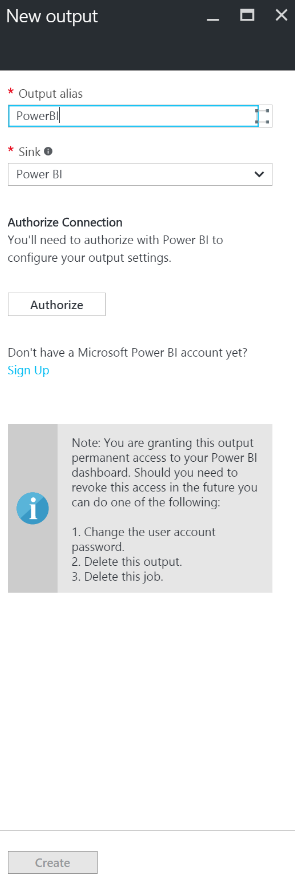 New output
* Output alias
PowerBI
* Sink
Power BI
Authorize Connection
You'll need to authorize with Power BI to
configure your output settings.
Authorize
Don't have a Microsoft Power BI account yet?
Sign Up
Note: You are granting this output
permanent access to your Power BI
dashboard. Should you need to
revoke this access in the future you
can do one of the following:
1. Change the user account
password.
2. Delete this output.
3. Delete this job.
Create